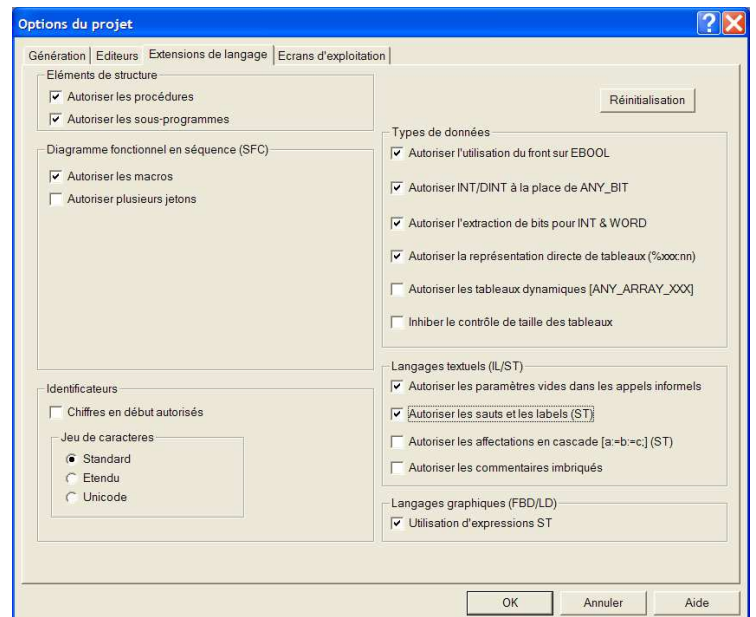 Options du projet
Génération
Editeurs
Extensions de langage
Ecrans d'exploitation
Eléments de structure
Autoriser les procédures
Autoriser les sous-programmes
Diagramme fonctionnel en séquence (SFC)
Autoriser les macros
Autoriser plusieurs jetons
Identificateurs
Chiffres en début autorisés
Jeu de caracteres
Standard
Etendu
Unicode
Réinitialisation
Types de données
Autoriser l'utilisation du front sur EBOOL
Autoriser INT/DINT à la place de ANY_BIT
Autoriser l'extraction de bits pour INT & WORD
Autoriser la représentation directe de tableaux (%xxx:nn)
Autoriser les tableaux dynamiques [ANY_ARRAY_XXX]
Inhiber le contrôle de taille des tableaux
Langages textuels (IL/ST)
Autoriser les paramètres vides dans les appels informels
Autoriser les sauts et les labels (ST)
Autoriser les affectations en cascade [a:=b:=c;] (ST)
Autoriser les commentaires imbriqués
Langages graphiques (FBD/LD)
Utilisation d'expressions ST
OK
Annuler
Aide